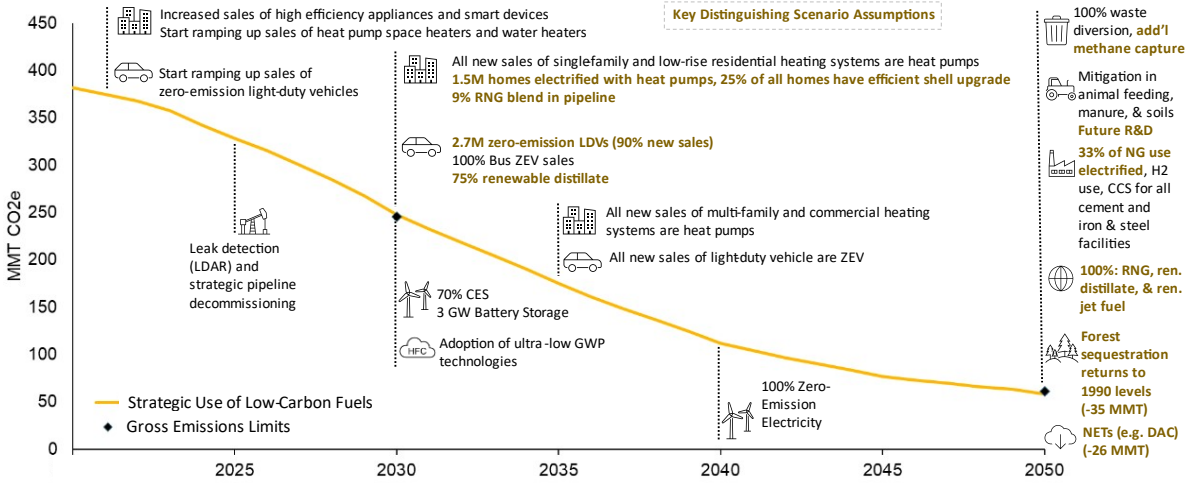 Key Distinguishing Scenario Assumptions
MMT CO2e
450
400
350
300
250
200
150
100
50
0
Increased sales of high efficiency appliances and smart devices
Start ramping up sales of heat pump space heaters and water heaters
Start ramping up sales of
zero-emission light-duty vehicles
Leak detection
(LDAR) and
strategic pipeline
decommissioning
All new sales of singlefamily and low-rise residential heating systems are heat pumps
1.5M homes electrified with heat pumps, 25% of all homes have efficient shell upgrade
9% RNG blend in pipeline
2.7M zero-emission LDVs (90% new sales)
100% Bus ZEV sales
75% renewable distillate
70% CES
3 GW Battery Storage
HFC
Adoption of ultra-low GWP
technologies
All new sales of multi-family and commercial heating
systems are heat pumps
All new sales of light-duty vehicle are ZEV
100% Zero-
Emission
Electricity
100% waste
diversion, add'l
methane capture
Mitigation in
animal feeding,
manure, & soils
Future R&D
33% of NG use
electrified, H2
use, CCS for all
cement and
iron & steel
facilities
100%: RNG, ren.
distillate, & ren.
jet fuel
Forest
sequestration
returns to
1990 levels
(-35 MMT)
NETs (e.g. DAC)
(-26 MMT)
Strategic Use of Low-Carbon Fuels
Gross Emissions Limits
2025
2030
2035
2040
2045
2050